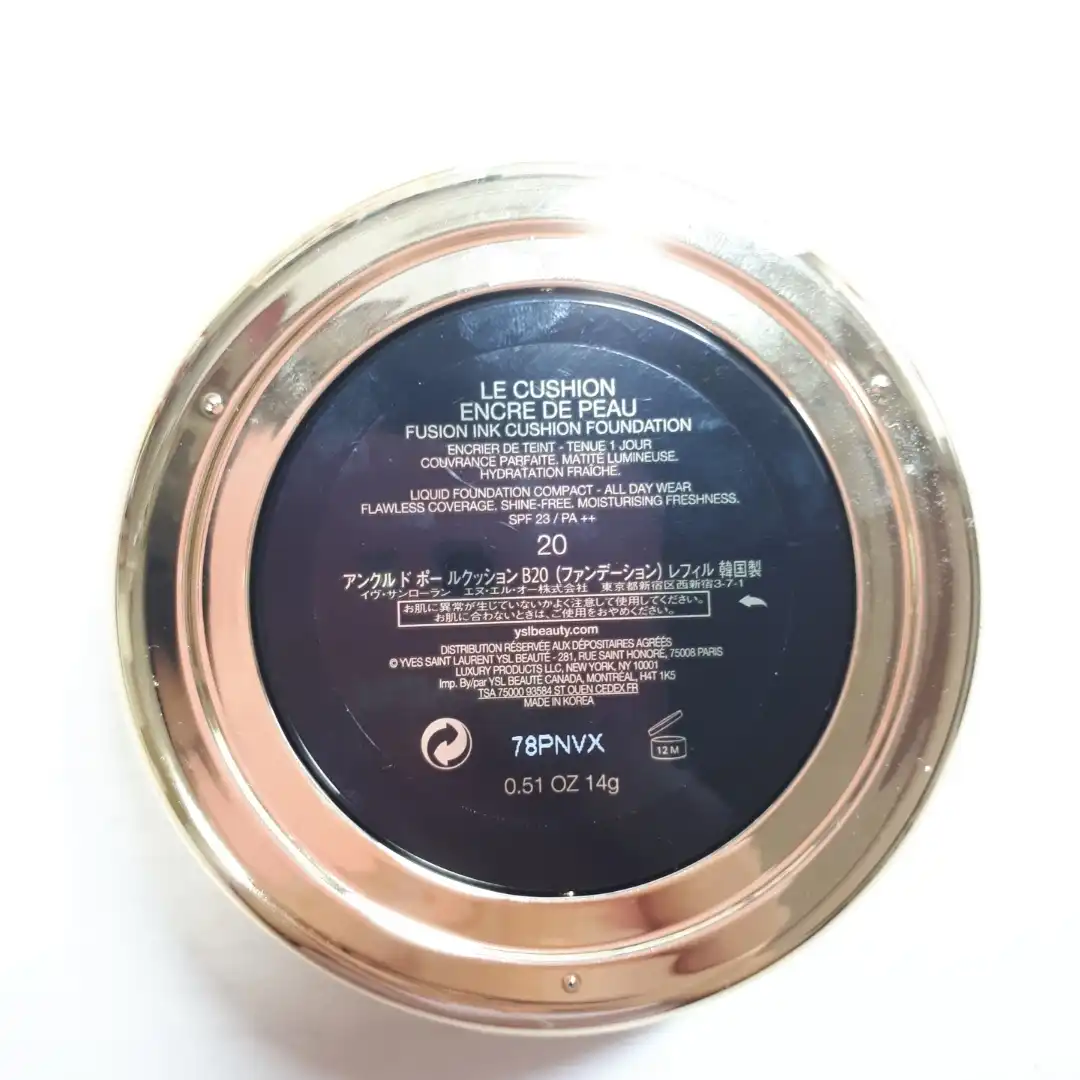 LE CUSHION
ENCRE DE PEAU
FUSION INK CUSHION FOUNDATION
ENCRIER DE TEINT - TENUE 1 JOUR
COUVRANCE PARFAITE. MATITÉ LUMINEUSE.
HYDRATATION FRAÎCHE.
LIQUID FOUNDATION COMPACT - ALL DAY WEAR
FLAWLESS COVERAGE. SHINE-FREE. MOISTURISING FRESHNESS.
SPF 23 / PA ++
20
アンクル ド ポー ルクッション B20 (ファンデーション) レフィル 韓国製
イヴ・サンローラン エヌ・エル・オー株式会社 東京都新宿区西新宿3-7-1
お肌に異常が生じていないかよく注意して使用してください。
お肌に合わないときは、ご使用をおやめください。
yslbeauty.com
DISTRIBUTION RÉSERVÉE AUX DÉPOSITAIRES AGRÉÉS
© YVES SAINT LAURENT YSL BEAUTÉ - 281, RUE SAINT HONORÉ, 75008 PARIS
LUXURY PRODUCTS LLC, NEW YORK, NY 10001
Imp. By/par YSL BEAUTÉ CANADA, MONTRÉAL, H4T 1K5
TSA 75000 93584 ST OUEN CEDEX FR
MADE IN KOREA
78PNVX
12 M
0.51 OZ 14g